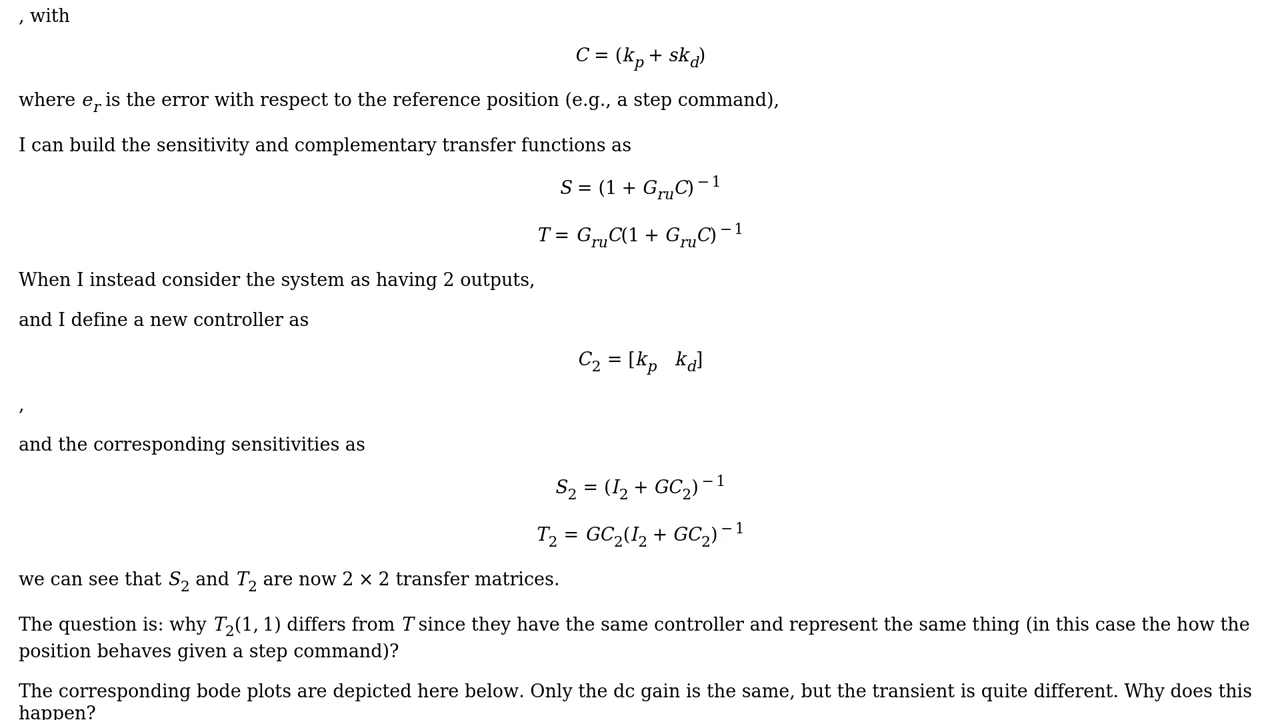 , with
C = (k_p + sk_d)
where e_r is the error with respect to the reference position (e.g., a step command),
I can build the sensitivity and complementary transfer functions as
S = (1 + G_{ru}C)^{− 1}
T = G_{ru}C(1 + G_{ru}C)^{− 1}
When I instead consider the system as having 2 outputs,
and I define a new controller as
C_2 = [k_p k_d]
,
and the corresponding sensitivities as
S_2 = (I_2 + GC_2)^{− 1}
T_2 = GC_2(I_2 + GC_2)^{− 1}
we can see that S_2 and T_2 are now 2 × 2 transfer matrices.
The question is: why T_2(1, 1) differs from T since they have the same controller and represent the same thing (in this case the how the
position behaves given a step command)?
The corresponding bode plots are depicted here below. Only the dc gain is the same, but the transient is quite different. Why does this
happen?